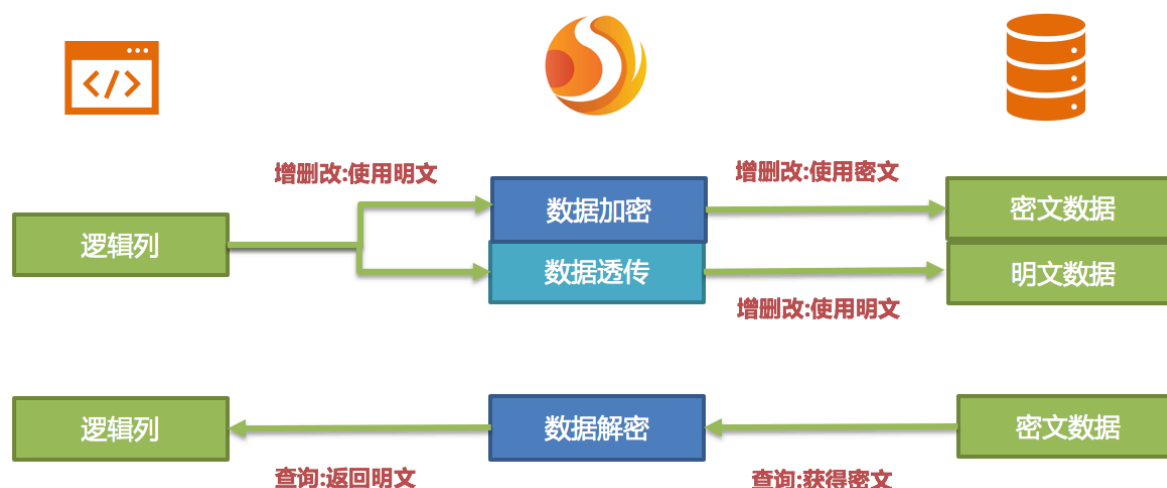 </>
增删改:使用明文
增删改:使用密文
逻辑列
数据加密
密文数据
数据透传
明文数据
增删改:使用明文
逻辑列
数据解密
密文数据
查询:返回明文
查询:获得密文